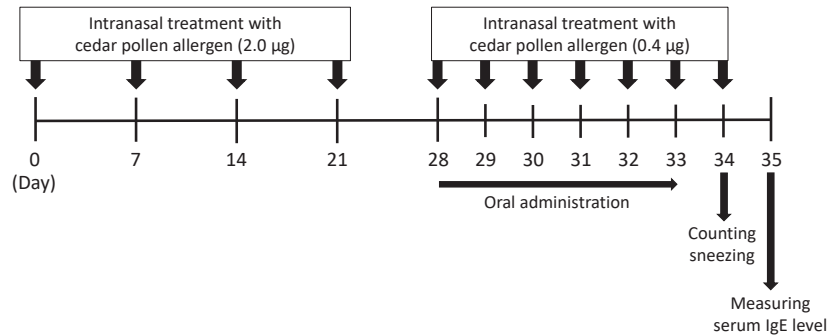 Intranasal treatment with
cedar pollen allergen (2.0 µg)
Intranasal treatment with
cedar pollen allergen (0.4 µg)
0 7 14 21 28 29 30 31 32 33 34 35
(Day)
Oral administration
Counting
sneezing
Measuring
serum IgE level